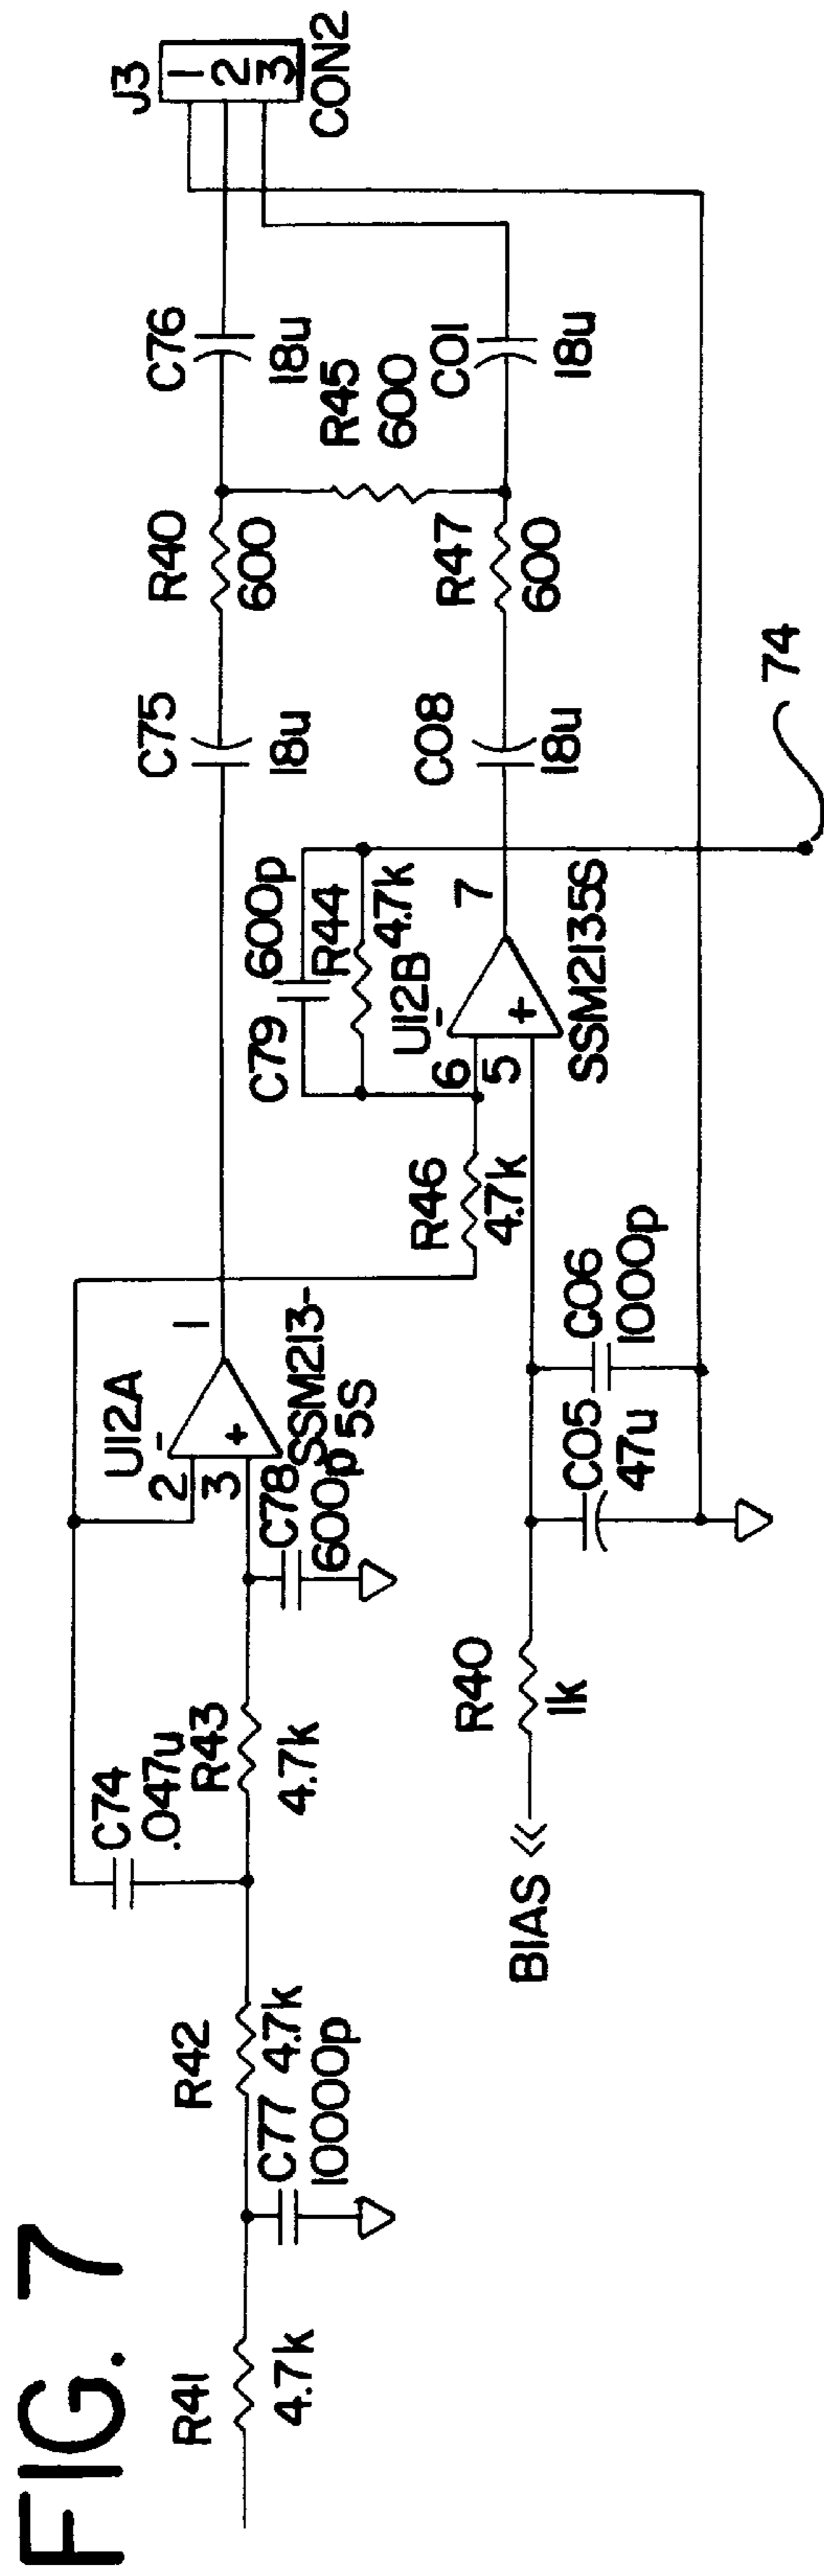 FIG. 7
R41
4.7k
C77
10000p
R42
4.7k
C74
.047u
R43
4.7k
C78
600p
U12A
2
3
-
+
1
SSM213-
5S
BIAS
R40
1k
C05
47u
C06
1000p
R46
4.7k
C79
600p
R44
4.7k
U12B
6
5
-
+
7
SSM2135S
74
C75
18u
C08
18u
R40
600
R47
600
R45
600
C76
18u
C01
18u
J3
1
2
3
CON2